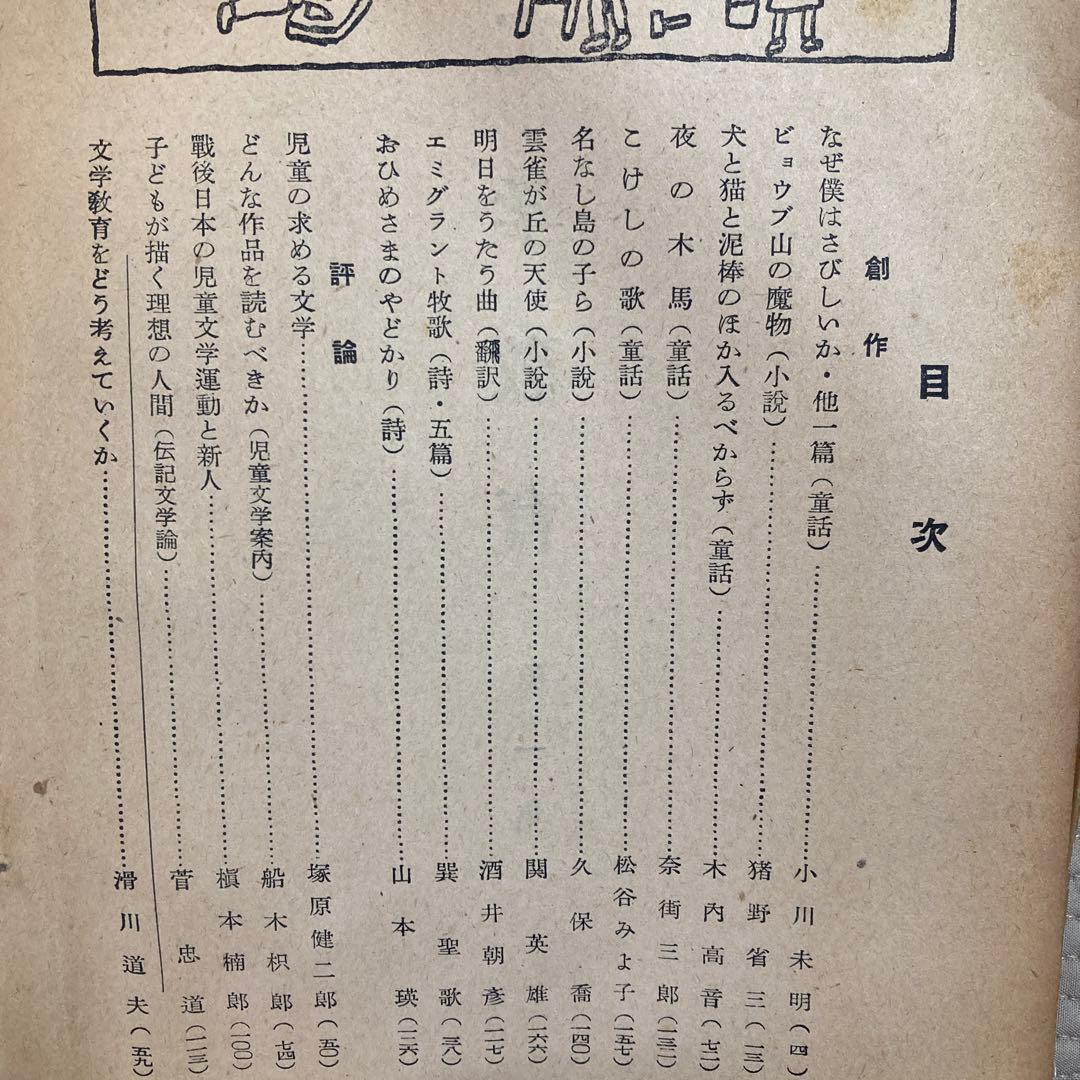 目次
創作
なぜ僕はさびしいか・他一篇(童話)……小川未明(四)
ビョウブ山の魔物(小説)……猪野省三(一三)
犬と猫と泥棒のほか入るべからず(童話)……木內高音(七二)
夜の木馬(童話)……奈街三郎(一三二)
こけしの歌(童話)……松谷みよ子(一五七)
名なし島の子ら(小説)……久保喬(一四〇)
雲雀が丘の天使(小説)……関英雄(一六六)
明日をうたう曲(飜訳)……酒井朝彥(一一七)
エミグラント牧歌(詩・五篇)……巽聖歌(三八)
おひめさまのやどかり(詩)……山本瑛(一二六)
評論
児童の求める文学……塚原健二郎(五〇)
どんな作品を読むべきか(児童文学案内)……船木枳郎(七四)
戰後日本の児童文学運動と新人……槇本楠郎(一〇〇)
子どもが描く理想の人間(伝記文学論)……菅忠道(一一三)
文学敎育をどう考えていくか……滑川道夫(五九)